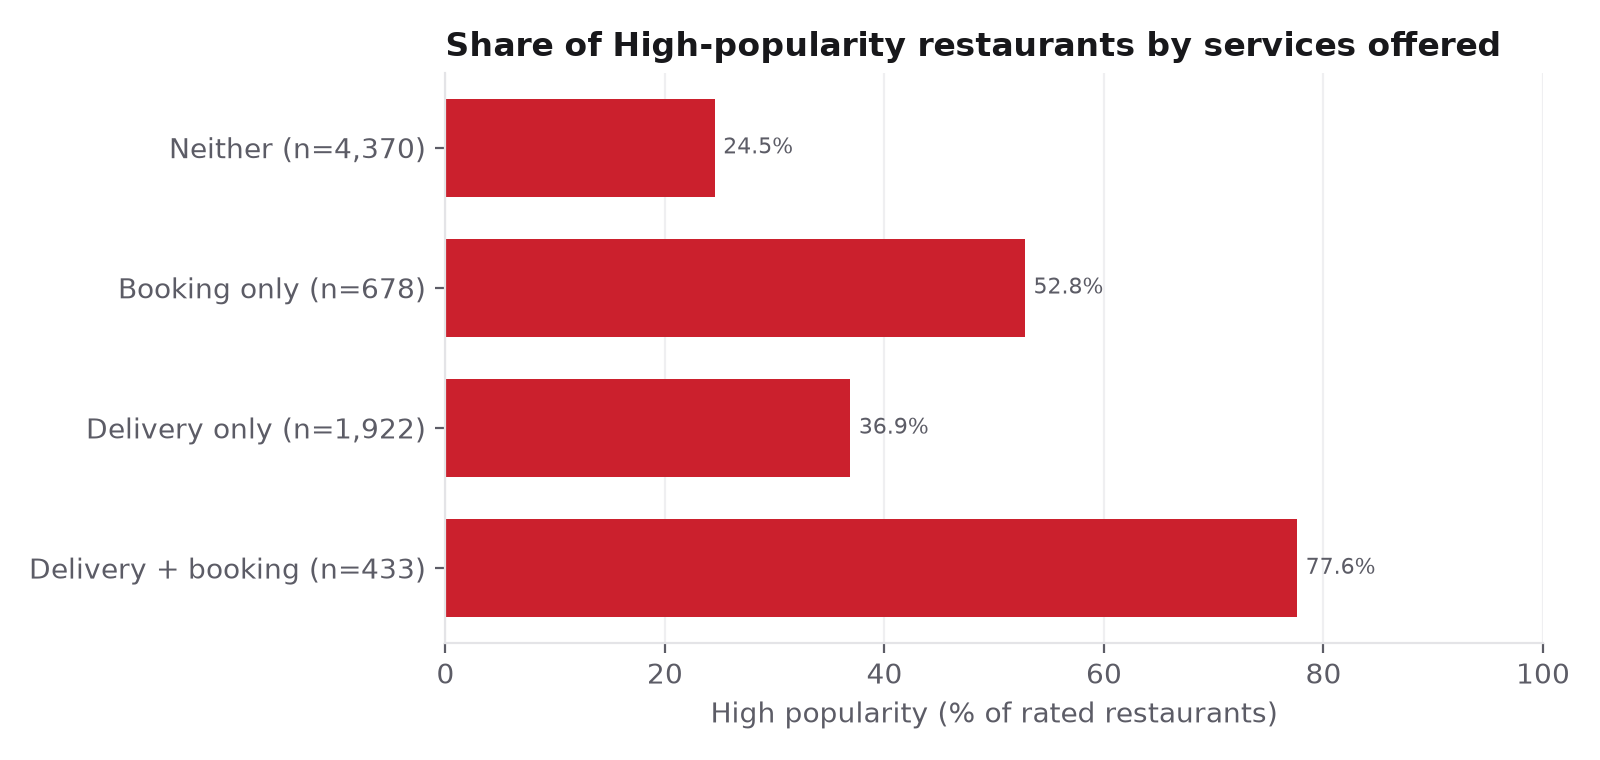 Share of High-popularity restaurants by services offered
Neither (n=4,370)
24.5%
Booking only (n=678)
52.8%
Delivery only (n=1,922)
36.9%
Delivery + booking (n=433)
77.6%
0 20 40 60 80 100
High popularity (% of rated restaurants)